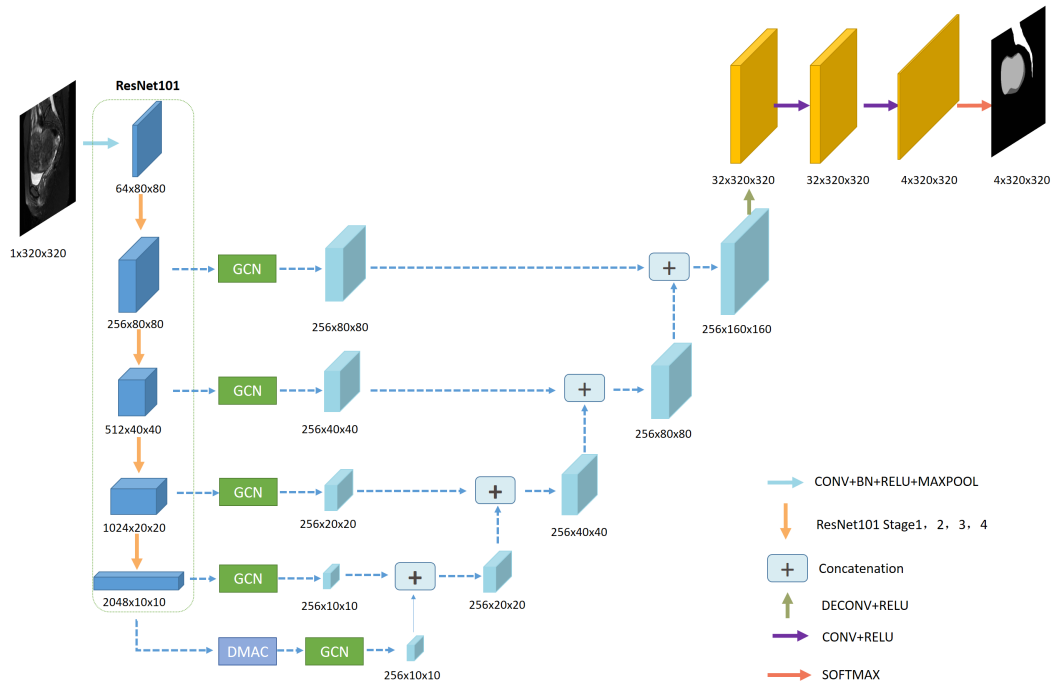 ResNet101
1x320x320
64x80x80
32x320x320
32x320x320
4x320x320
4x320x320
GCN
+
256x80x80
256x80x80
256x160x160
GCN
+
512x40x40
256x40x40
256x80x80
GCN
+
1024x20x20
256x20x20
256x40x40
GCN
+
2048x10x10
256x10x10
256x20x20
DMAC
GCN
256x10x10
CONV+BN+RELU+MAXPOOL
ResNet101 Stage1，2，3，4
+
Concatenation
DECONV+RELU
CONV+RELU
SOFTMAX